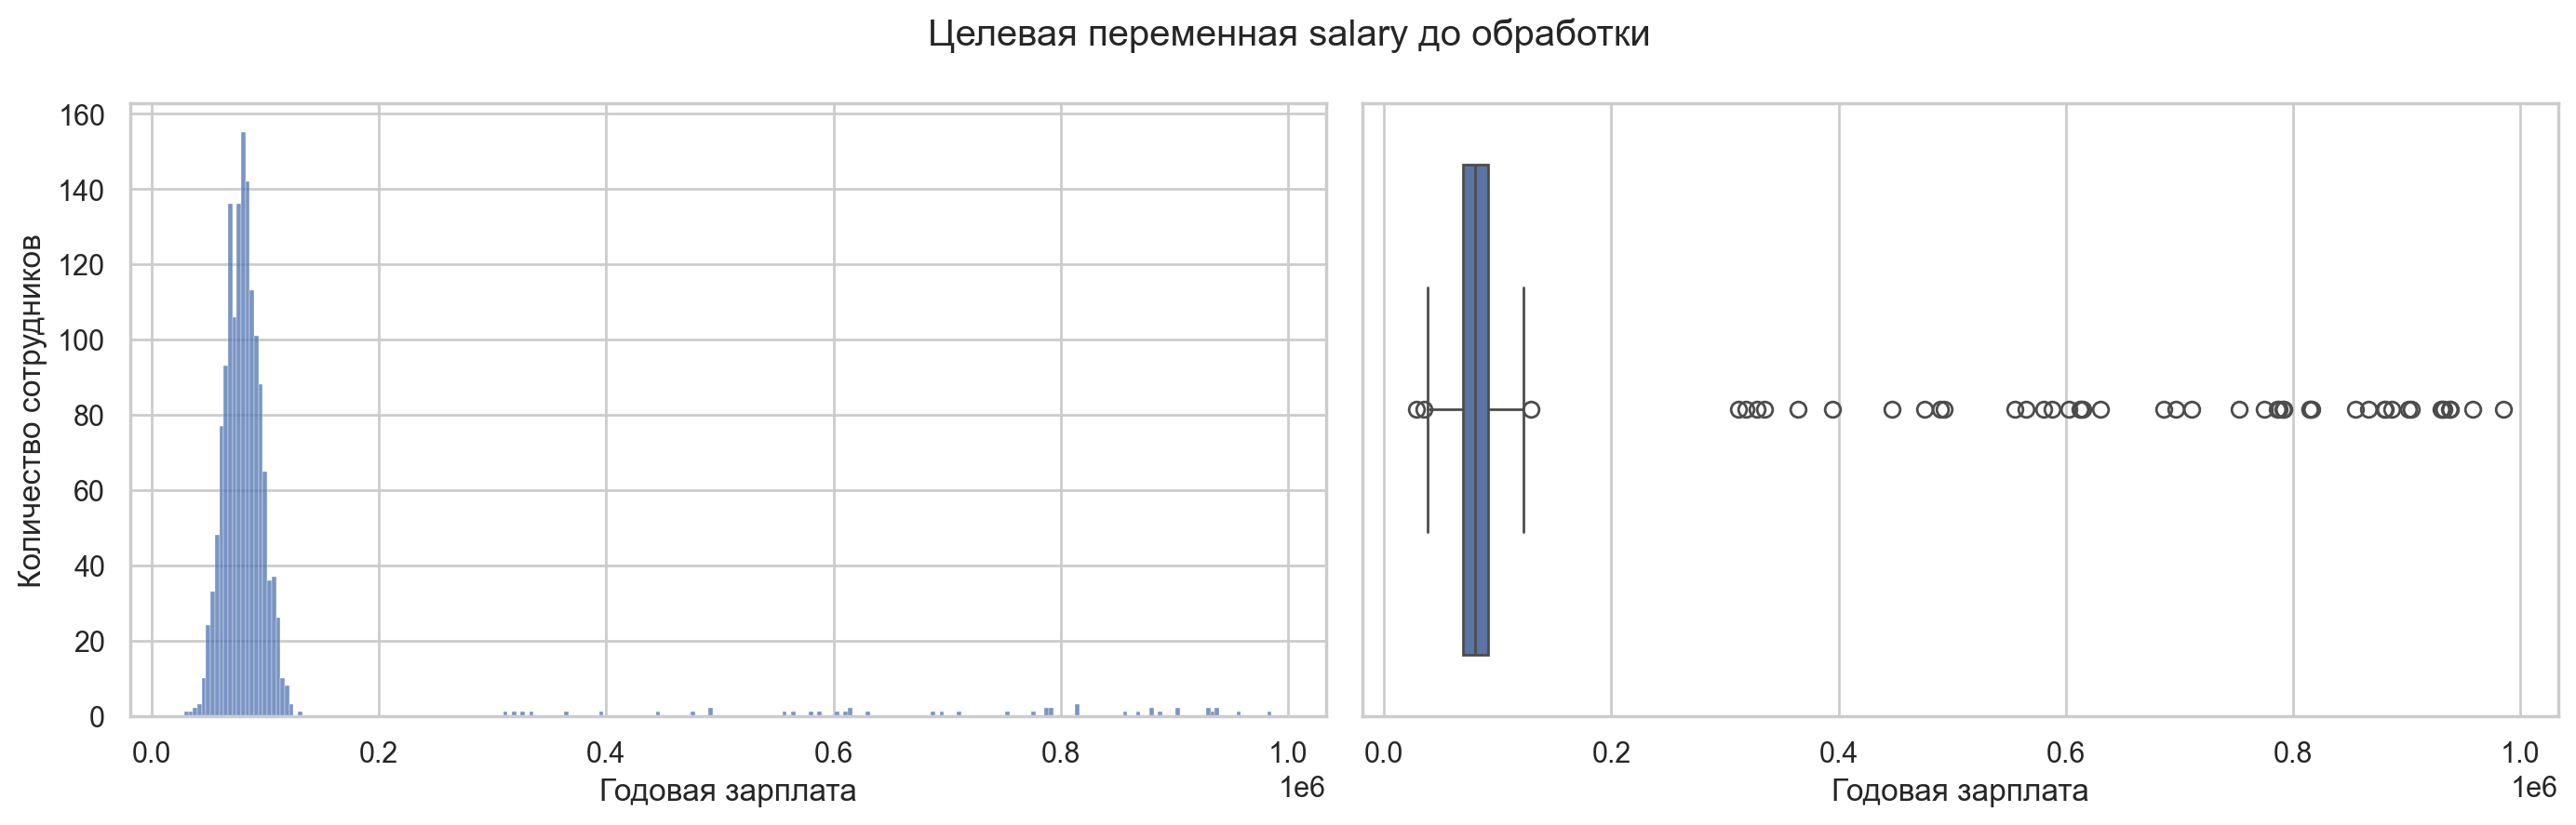 Целевая переменная salary до обработки
160
140
120
100
80
60
40
20
0
Количество сотрудников
0.0 0.2 0.4 0.6 0.8 1.0
1e6
Годовая зарплата
0.0 0.2 0.4 0.6 0.8 1.0
1e6
Годовая зарплата